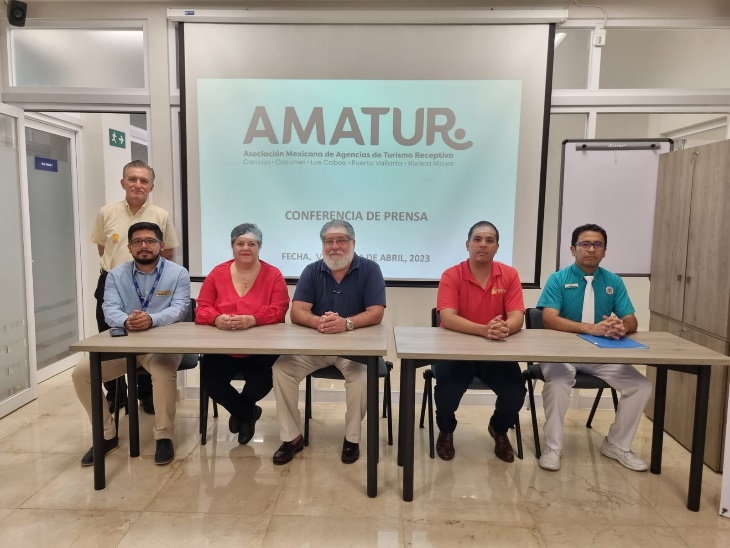 AMATUR
Asociación Mexicana de Agencias de Turismo Receptivo
Cancún • Cozumel • Los Cabos • Puerto Vallarta • Riviera Maya
CONFERENCIA DE PRENSA
FECHA, DE ABRIL, 2023